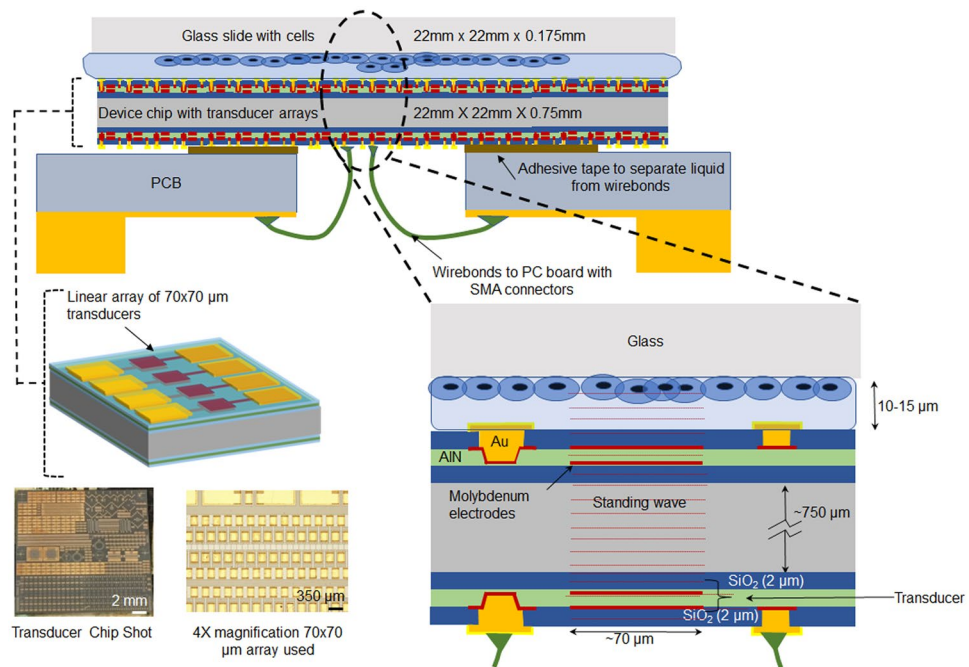 Glass slide with cells 22mm x 22mm x 0.175mm
Device chip with transducer arrays 22mm X 22mm X 0.75mm
PCB
Adhesive tape to separate liquid
from wirebonds
Wirebonds to PC board with
SMA connectors
Linear array of 70x70 µm
transducers
Glass
10-15 µm
Au
AlN
Molybdenum
electrodes
Standing wave
~750 µm
SiO2 (2 µm)
Transducer
SiO2 (2 µm)
~70 µm
2 mm
350 µm
Transducer Chip Shot
4X magnification 70x70
µm array used